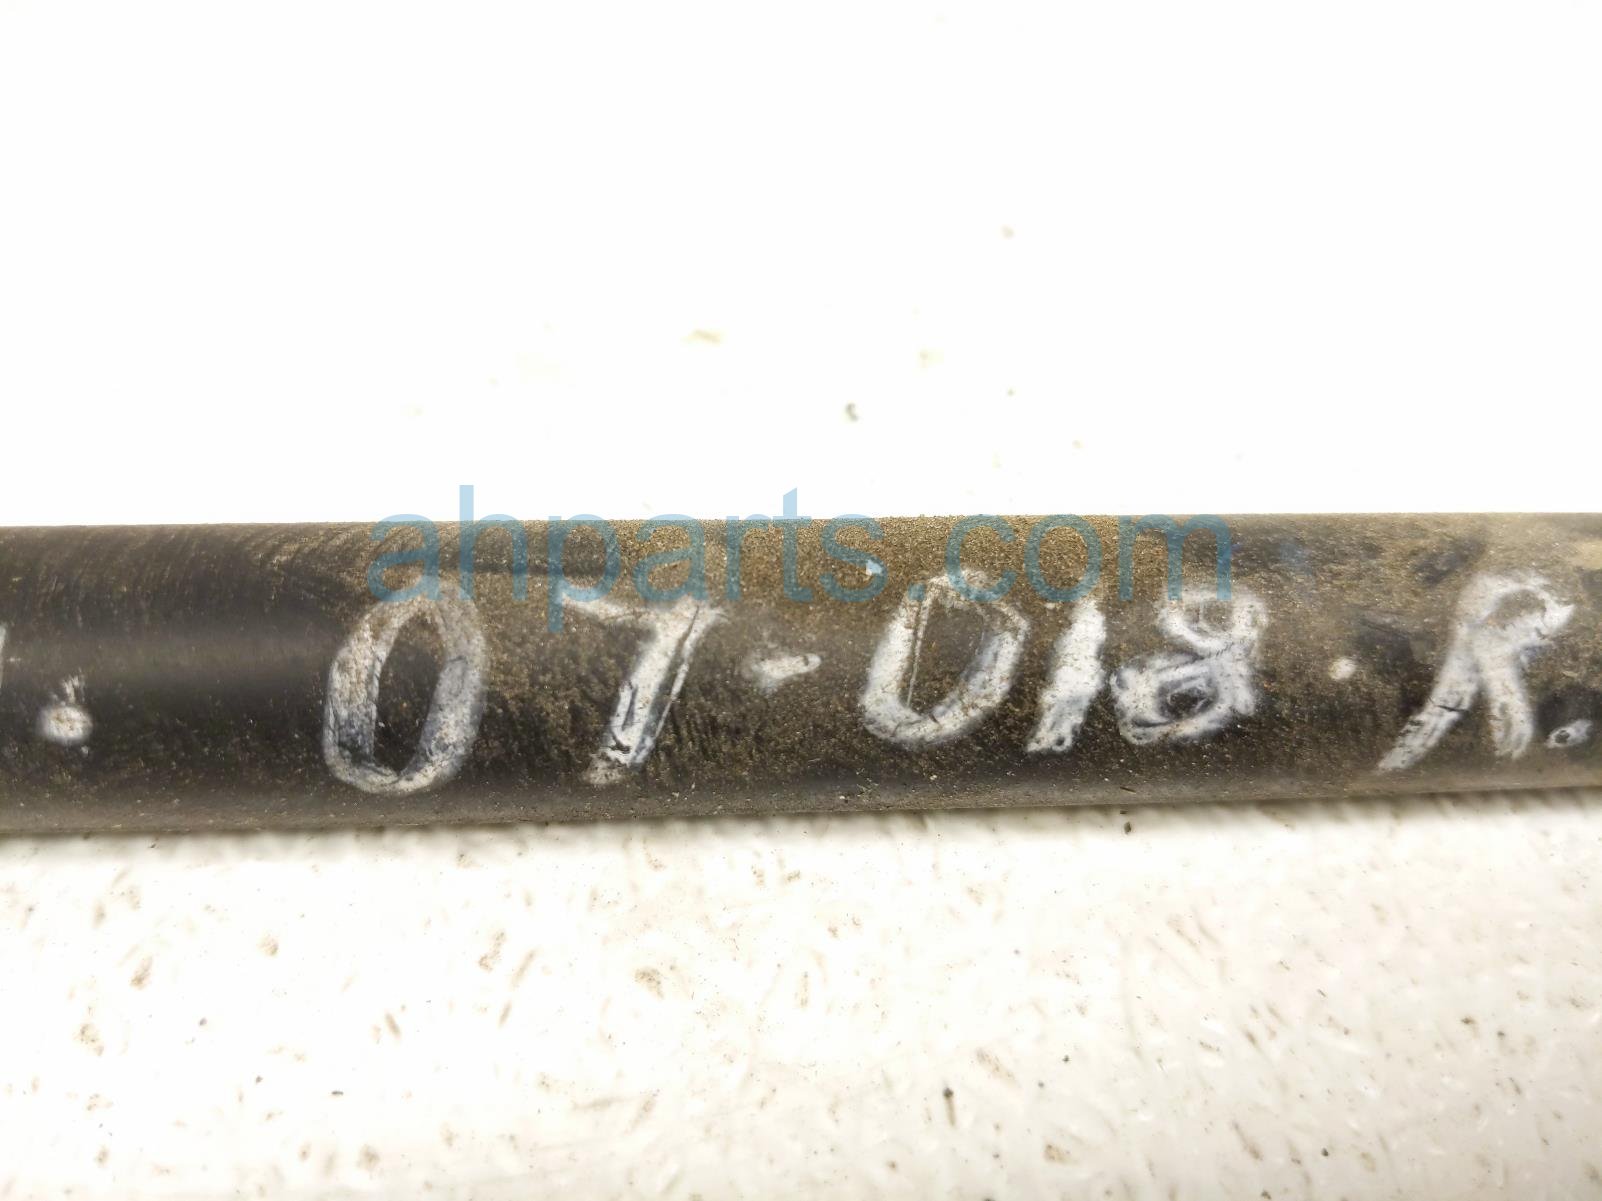 ahparts.com
. 07-018 . R.